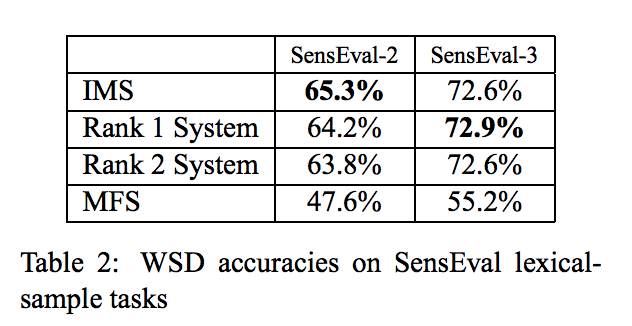 SensEval-2 SensEval-3
IMS 65.3% 72.6%
Rank 1 System 64.2% 72.9%
Rank 2 System 63.8% 72.6%
MFS 47.6% 55.2%
Table 2: WSD accuracies on SensEval lexical-
sample tasks